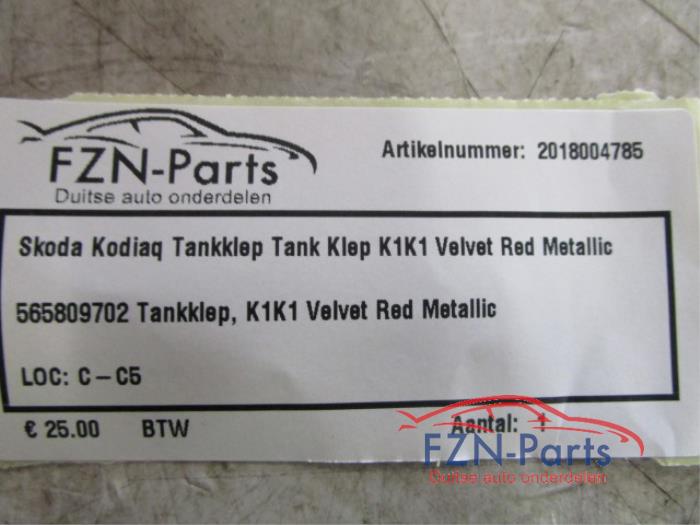 FZN-Parts
Duitse auto onderdelen
Artikelnummer: 2018004785
Skoda Kodiaq Tankklep Tank Klep K1K1 Velvet Red Metallic
565809702 Tankklep, K1K1 Velvet Red Metallic
LOC: C-C5
€ 25.00 BTW Aantal: 1
FZN-Parts
Duitse auto onderdelen